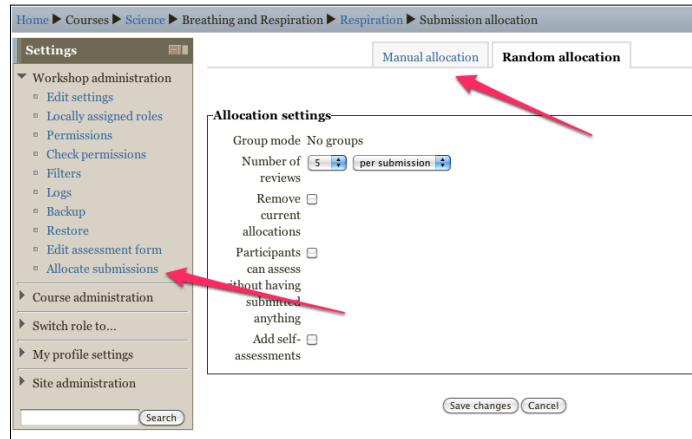 Home ► Courses ► Science ► Breathing and Respiration ► Respiration ► Submission allocation
Settings
Workshop administration
Edit settings
Locally assigned roles
Permissions
Check permissions
Filters
Logs
Backup
Restore
Edit assessment form
Allocate submissions
Course administration
Switch role to...
My profile settings
Site administration
Search
Manual allocation Random allocation
Allocation settings
Group mode No groups
Number of reviews 5 per submission
Remove
current
allocations
Participants
can assess
without having
submitted
anything
Add self-
assessments
Save changes Cancel